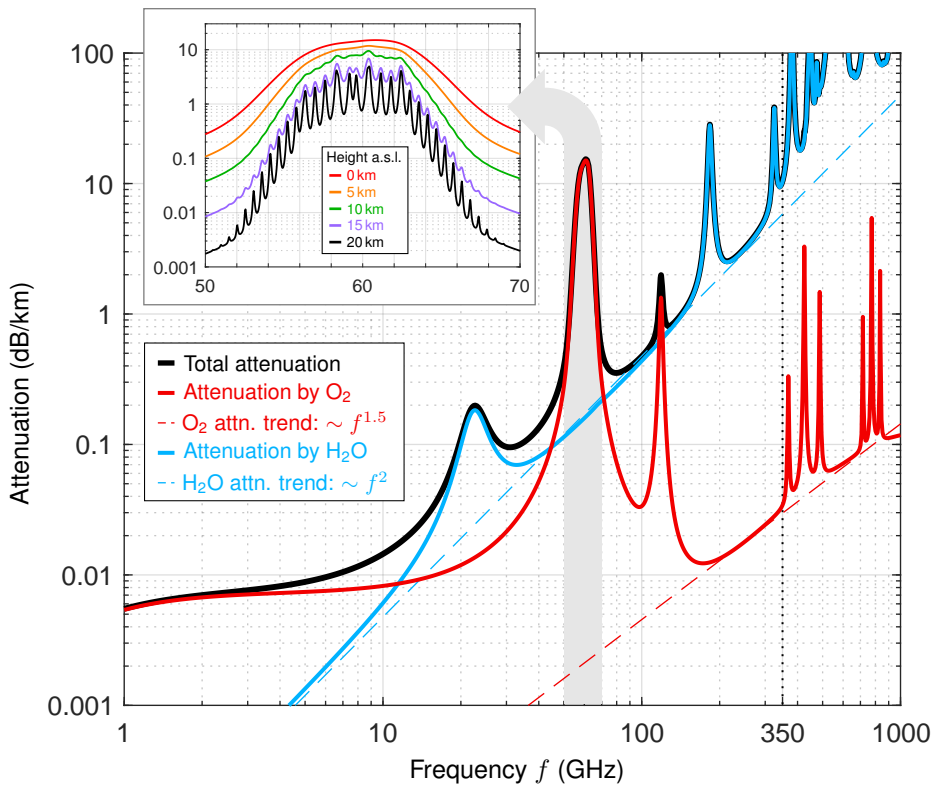 10
1
0.1
0.01
0.001
50
60
70
Height a.s.l.
0 km
5 km
10 km
15 km
20 km
100
10
1
0.1
0.01
0.001
Attenuation (dB/km)
Total attenuation
Attenuation by O₂
O₂ attn. trend: ∼ f^1.5
Attenuation by H₂O
H₂O attn. trend: ∼ f^2
1
10
100
350
1000
Frequency f (GHz)